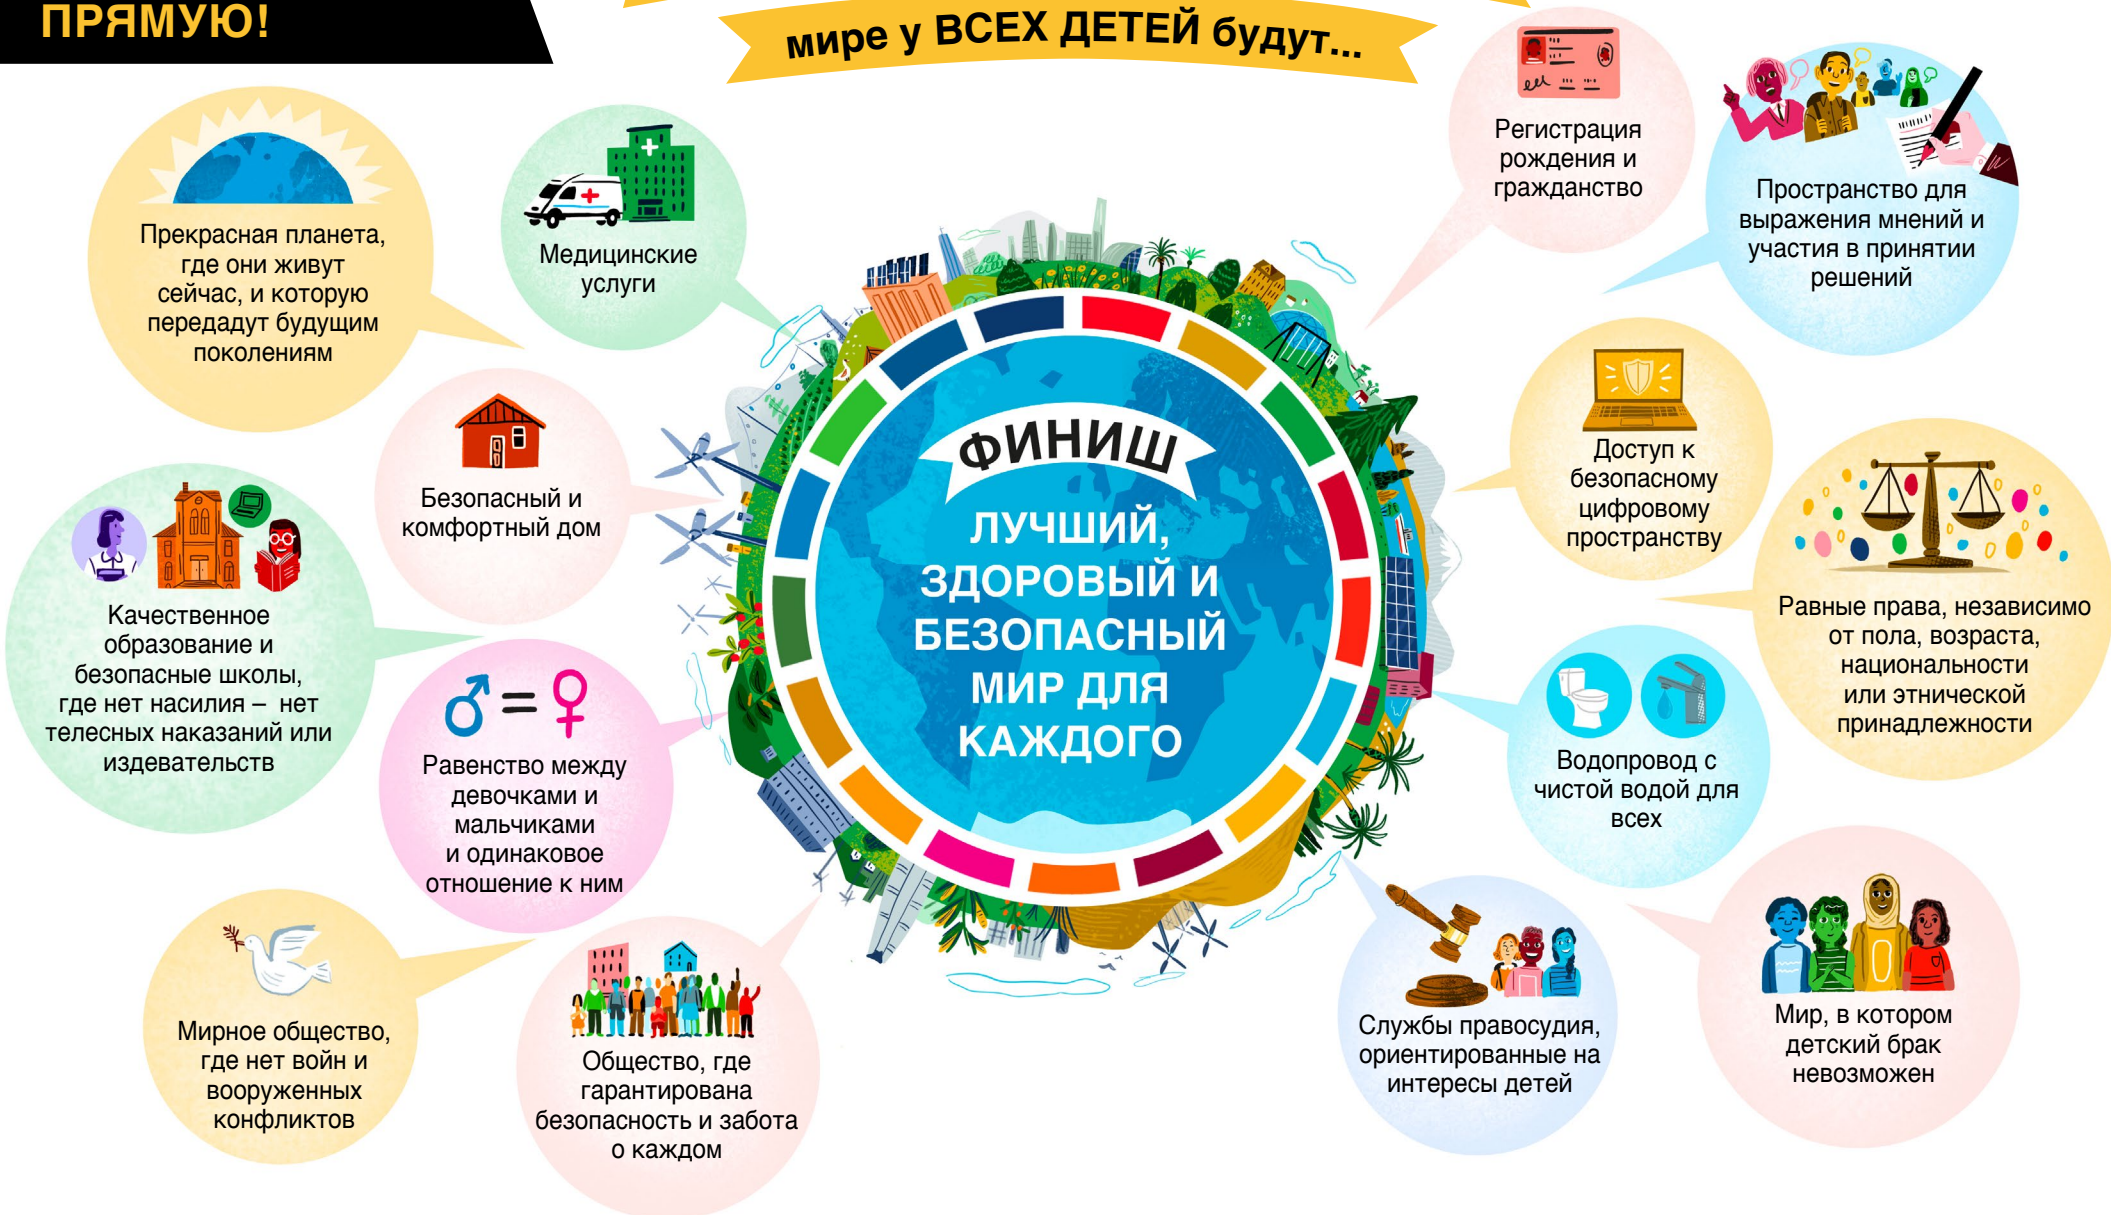 ПРЯМУЮ!
мире у ВСЕХ ДЕТЕЙ будут...
Прекрасная планета,
где они живут
сейчас, и которую
передадут будущим
поколениям
Медицинские
услуги
Регистрация
рождения и
гражданство
Пространство для
выражения мнений и
участия в принятии
решений
Безопасный и
комфортный дом
Доступ к
безопасному
цифровому
пространству
ФИНИШ
ЛУЧШИЙ,
ЗДОРОВЫЙ И
БЕЗОПАСНЫЙ
МИР ДЛЯ
КАЖДОГО
Качественное
образование и
безопасные школы,
где нет насилия – нет
телесных наказаний или
издевательств
Равные права, независимо
от пола, возраста,
национальности
или этнической
принадлежности
Равенство между
девочками и
мальчиками
и одинаковое
отношение к ним
Водопровод с
чистой водой для
всех
Мирное общество,
где нет войн и
вооруженных
конфликтов
Общество, где
гарантирована
безопасность и забота
о каждом
Службы правосудия,
ориентированные на
интересы детей
Мир, в котором
детский брак
невозможен